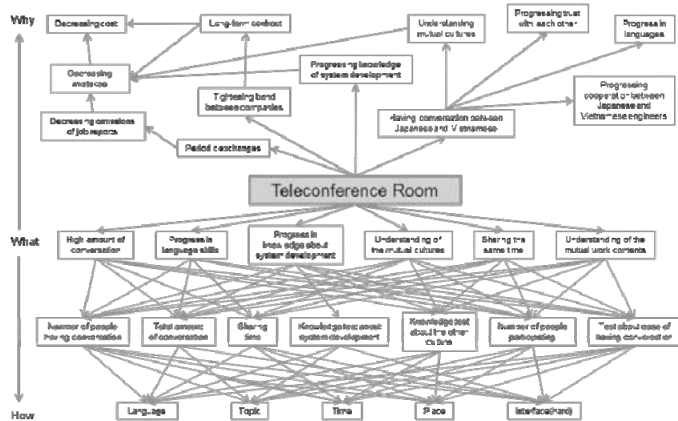 Why
Decreasing cost
Long-term contract
Understanding
mutual cultures
Progressing trust
with each other
Progress in
languages
Decreasing
mistakes
Progressing knowledge
of system development
Tightening bond
between companies
Having conversation between
Japanese and Vietnamese
Progressing
cooperation between
Japanese and
Vietnamese engineers
Decreasing omissions
of job reports
Period exchanges
Teleconference Room
What
High amount of
conversation
Progress in
language skills
Progress in
knowledge about
system development
Understanding of
the mutual cultures
Sharing the
same time
Understanding of the
mutual work contents
Number of people
having conversation
Total amount
of conversation
Sharing
time
Knowledge test about
system development
Knowledge test
about the other
culture
Number of people
participating
Test about ease of
having conversation
How
Language
Topic
Time
Place
Interface(hard)